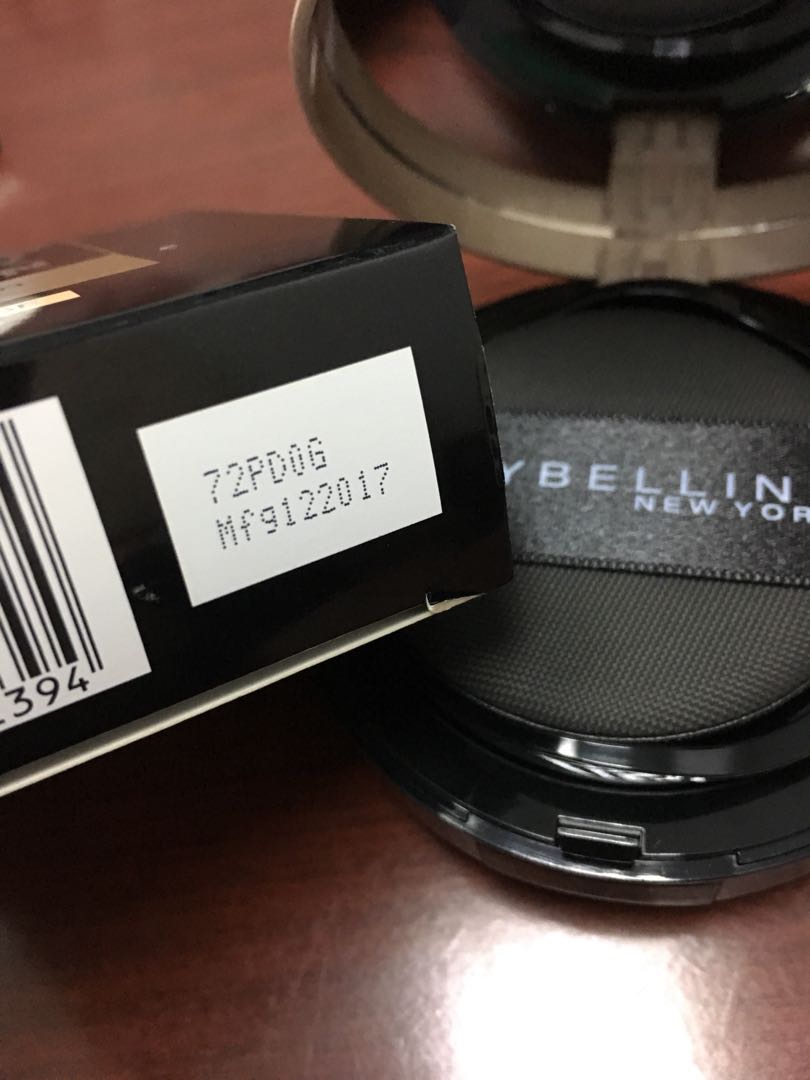 72PD0G
Mfg122017
394
YBELLIN
NEW YOR